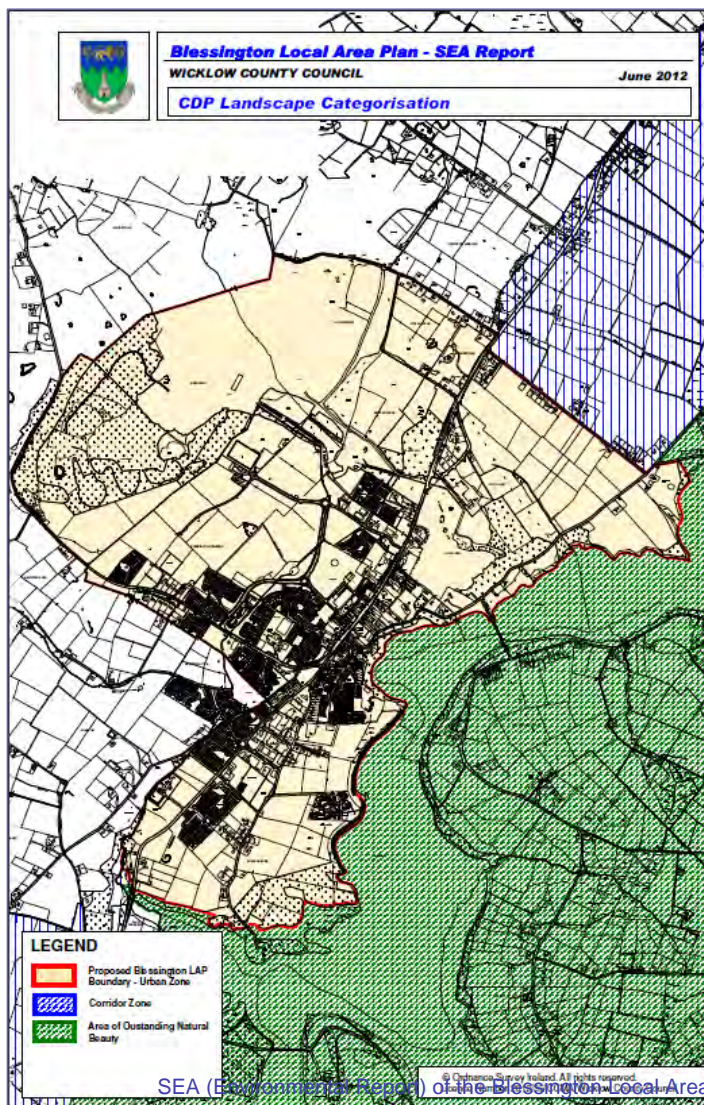 Blessington Local Area Plan - SEA Report
WICKLOW COUNTY COUNCIL
June 2012
CDP Landscape Categorisation
LEGEND
Proposed Blessington LAP
Boundary - Urban Zone
Corridor Zone
Area of Oustanding Natural
Beauty
© Ordnance Survey Ireland. All rights reserved.
SEA (Environmental Report) of the Blessington Local Area